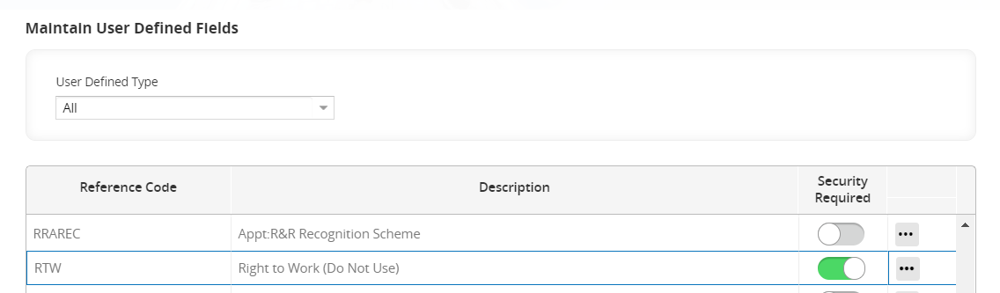 Maintain User Defined Fields
User Defined Type
All
Reference Code Description Security Required
RRAREC Appt:R&R Recognition Scheme •••
RTW Right to Work (Do Not Use) •••